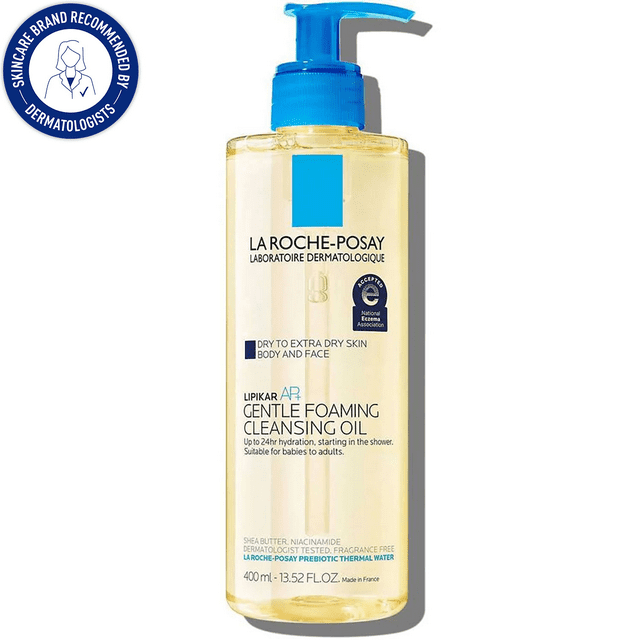 SKINCARE BRAND RECOMMENDED BY
DERMATOLOGISTS
LA ROCHE-POSAY
LABORATOIRE DERMATOLOGIQUE
ACCEPTED
e
National
Eczema
Association
DRY TO EXTRA DRY SKIN
BODY AND FACE
LIPIKAR AP+
GENTLE FOAMING
CLEANSING OIL
Up to 24hr hydration, starting in the shower.
Suitable for babies to adults.
SHEA BUTTER, NIACINAMIDE
DERMATOLOGIST TESTED, FRAGRANCE FREE
LA ROCHE-POSAY PREBIOTIC THERMAL WATER
400 ml - 13.52 FL.OZ. Made in France